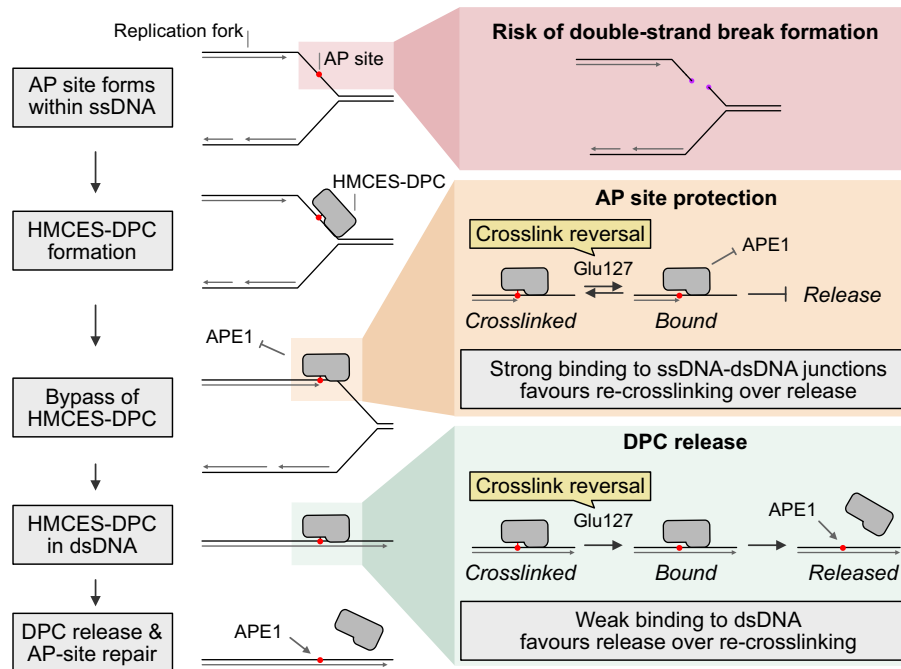 Replication fork
AP site
AP site forms
within ssDNA
Risk of double-strand break formation
HMCES-DPC
formation
HMCES-DPC
AP site protection
Crosslink reversal
Glu127
APE1
Crosslinked
Bound
Release
Strong binding to ssDNA-dsDNA junctions
favours re-crosslinking over release
APE1
Bypass of
HMCES-DPC
DPC release
Crosslink reversal
Glu127
APE1
Crosslinked
Bound
Released
Weak binding to dsDNA
favours release over re-crosslinking
HMCES-DPC
in dsDNA
DPC release &
AP-site repair
APE1